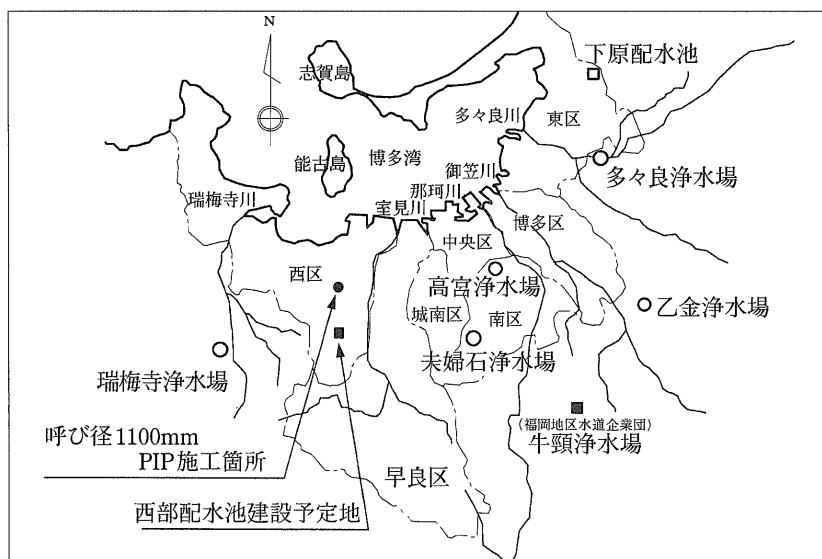 N
下原配水池
志賀島
多々良川
東区
能古島
博多湾
御笠川
多々良浄水場
瑞梅寺川
那珂川
室見川
博多区
中央区
西区
高宮浄水場
乙金浄水場
城南区
南区
夫婦石浄水場
瑞梅寺浄水場
(福岡地区水道企業団)
牛頸浄水場
呼び径1100mm
PIP施工箇所
早良区
西部配水池建設予定地